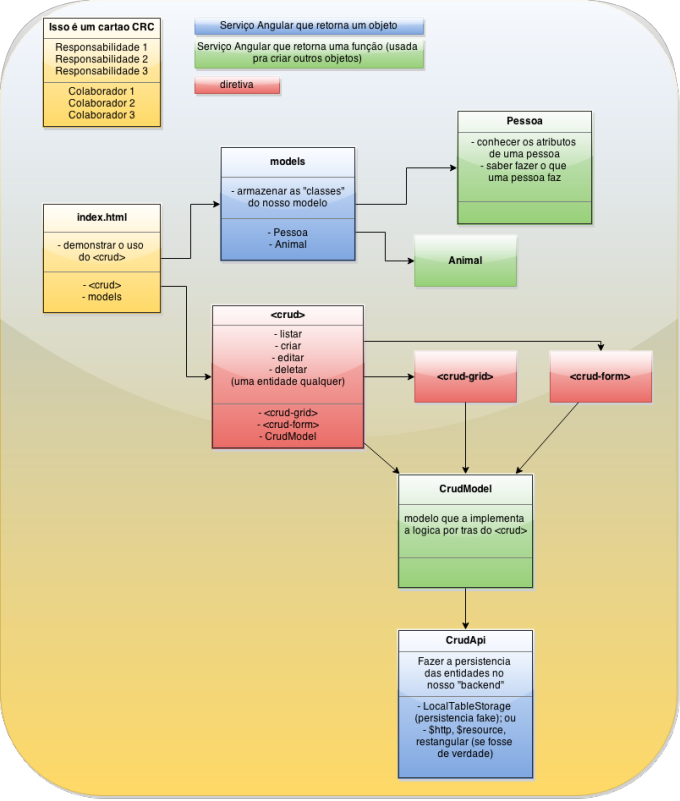 Isso é um cartao CRC
Responsabilidade 1
Responsabilidade 2
Responsabilidade 3
Colaborador 1
Colaborador 2
Colaborador 3
Serviço Angular que retorna um objeto
Serviço Angular que retorna uma função (usada
pra criar outros objetos)
diretiva
Pessoa
- conhecer os atributos
de uma pessoa
- saber fazer o que
uma pessoa faz
models
- armazenar as "classes"
do nosso modelo
- Pessoa
- Animal
index.html
- demonstrar o uso
do <crud>
- <crud>
- models
Animal
<crud>
- listar
- criar
- editar
- deletar
(uma entidade qualquer)
- <crud-grid>
- <crud-form>
- CrudModel
<crud-grid>
<crud-form>
CrudModel
modelo que a implementa
a logica por tras do <crud>
CrudApi
Fazer a persistencia
das entidades no
nosso "backend"
- LocalTableStorage
(persistencia fake); ou
- $http, $resource,
restangular (se fosse
de verdade)